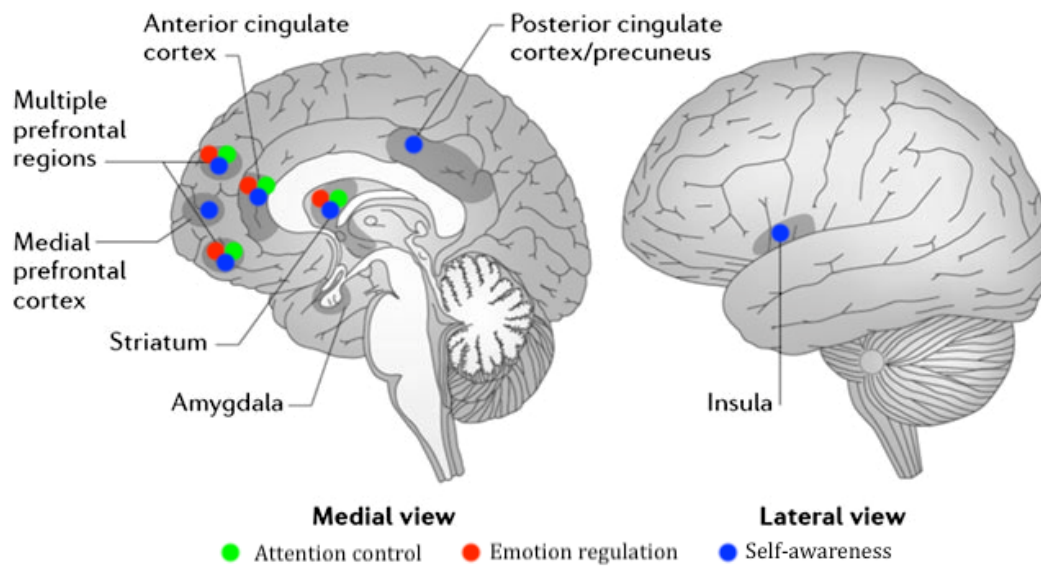 Anterior cingulate
cortex
Posterior cingulate
cortex/precuneus
Multiple
prefrontal
regions
Medial
prefrontal
cortex
Striatum
Amygdala
Insula
Medial view
Lateral view
Attention control
Emotion regulation
Self-awareness